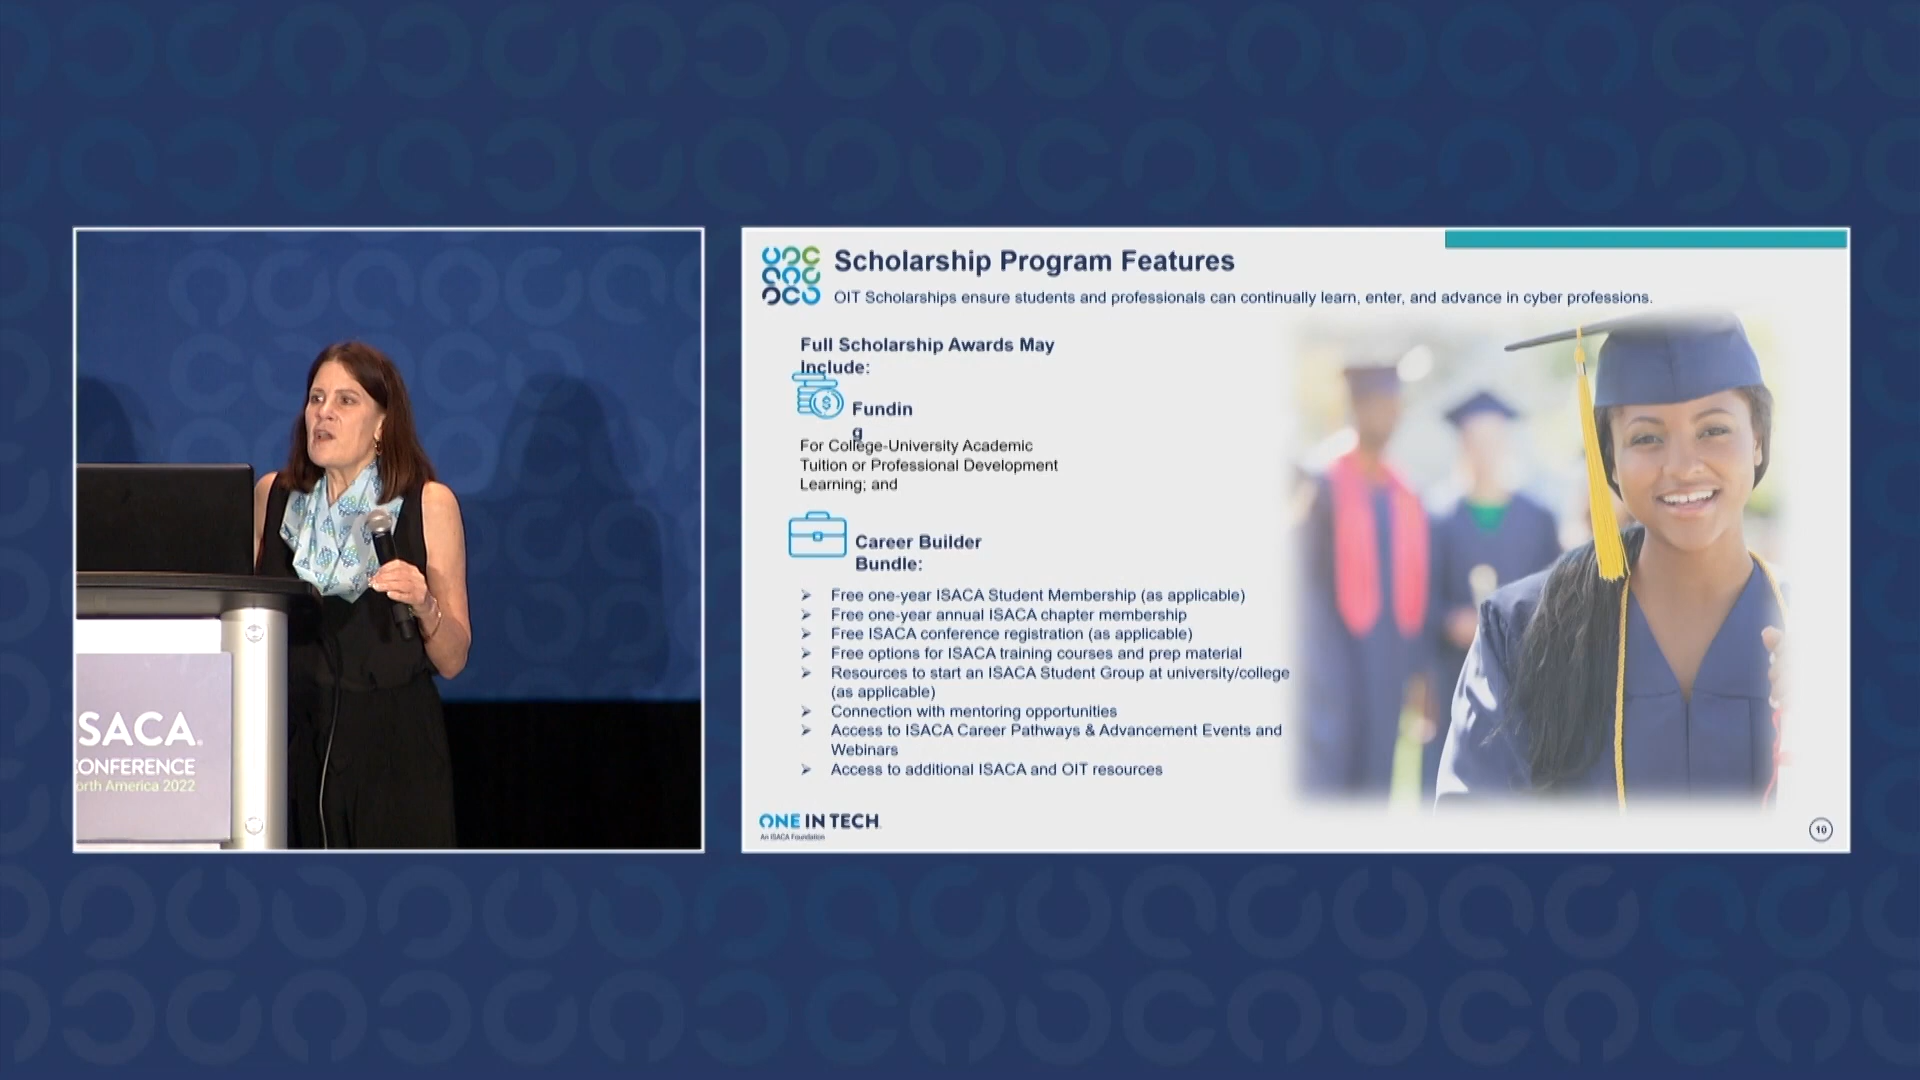 SACA.
ONFERENCE
orth America 2022
Scholarship Program Features
OIT Scholarships ensure students and professionals can continually learn, enter, and advance in cyber professions.
Full Scholarship Awards May
Include:
Fundin
g
For College-University Academic
Tuition or Professional Development
Learning; and
Career Builder
Bundle:
➢ Free one-year ISACA Student Membership (as applicable)
➢ Free one-year annual ISACA chapter membership
➢ Free ISACA conference registration (as applicable)
➢ Free options for ISACA training courses and prep material
➢ Resources to start an ISACA Student Group at university/college
(as applicable)
➢ Connection with mentoring opportunities
➢ Access to ISACA Career Pathways & Advancement Events and
Webinars
➢ Access to additional ISACA and OIT resources
ONE IN TECH
An ISACA Foundation
10